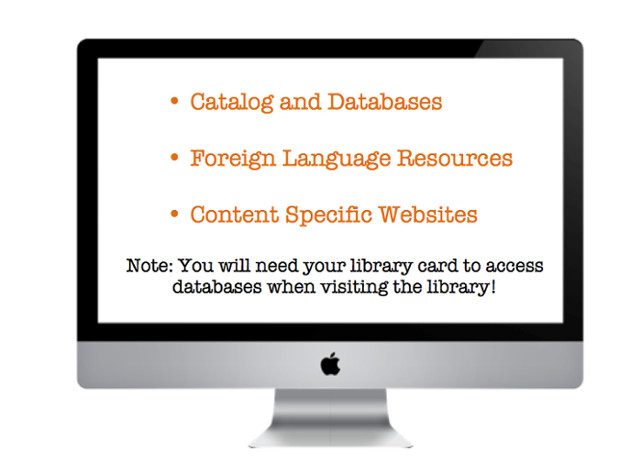 • Catalog and Databases
• Foreign Language Resources
• Content Specific Websites
Note: You will need your library card to access
databases when visiting the library!